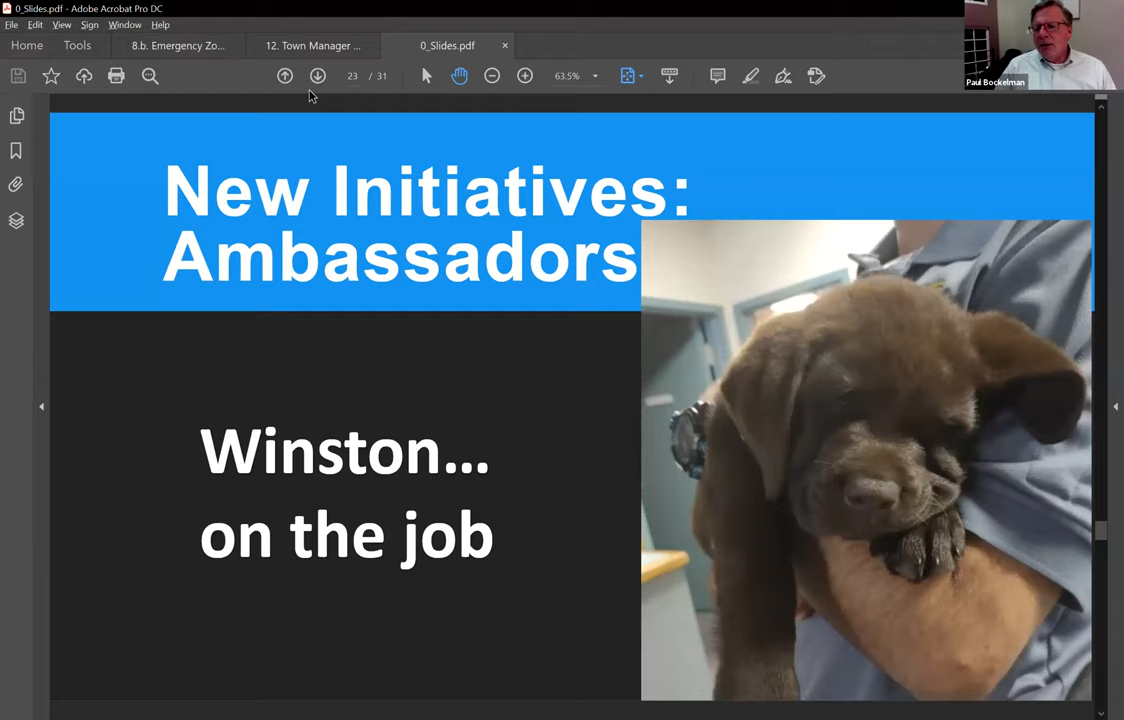 0_Slides.pdf - Adobe Acrobat Pro DC
File Edit View Sign Window Help
Home Tools 8.b. Emergency Zo... 12. Town Manager ... 0_Slides.pdf ×
23 / 31 63.5%
Paul Bockelman
New Initiatives:
Ambassadors
Winston...
on the job